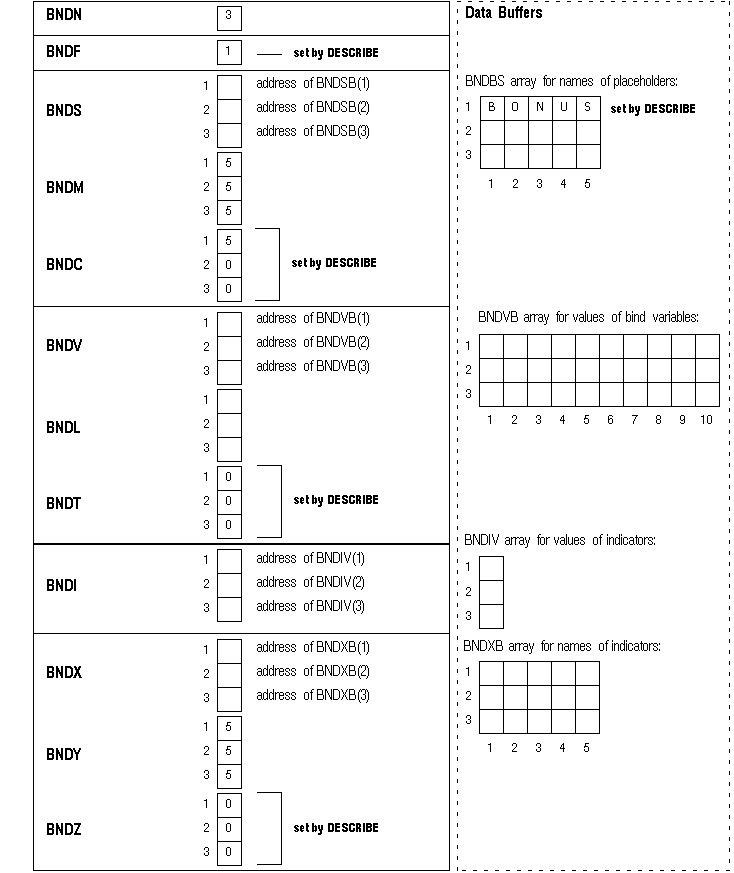 BNDN 3
BNDF 1 set by DESCRIBE
BNDS
1 address of BNDSB(1)
2 address of BNDSB(2)
3 address of BNDSB(3)
BNDM
1 5
2 5
3 5
BNDC
1 5
2 0
3 0
set by DESCRIBE
BNDV
1 address of BNDVB(1)
2 address of BNDVB(2)
3 address of BNDVB(3)
BNDL
1
2
3
BNDT
1 0
2 0
3 0
set by DESCRIBE
BNDI
1 address of BNDIV(1)
2 address of BNDIV(2)
3 address of BNDIV(3)
BNDX
1 address of BNDXB(1)
2 address of BNDXB(2)
3 address of BNDXB(3)
BNDY
1 5
2 5
3 5
BNDZ
1 0
2 0
3 0
set by DESCRIBE
Data Buffers
BNDBS array for names of placeholders:
1 B O N U S set by DESCRIBE
2
3
1 2 3 4 5
BNDVB array for values of bind variables:
1
2
3
1 2 3 4 5 6 7 8 9 10
BNDIV array for values of indicators:
1
2
3
BNDXB array for names of indicators:
1
2
3
1 2 3 4 5